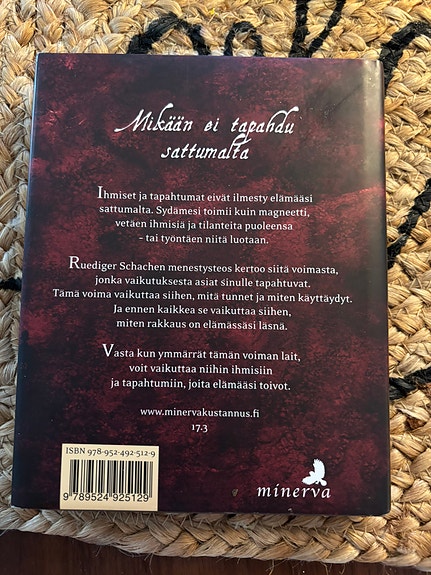 Mikään ei tapahdu
sattumalta
Ihmiset ja tapahtumat eivät ilmesty elämääsi
sattumalta. Sydämesi toimii kuin magneetti,
vetäen ihmisiä ja tilanteita puoleensa
- tai työntäen niitä luotaan.
Ruediger Schachen menestysteos kertoo siitä voimasta,
jonka vaikutuksesta asiat sinulle tapahtuvat.
Tämä voima vaikuttaa siihen, mitä tunnet ja miten käyttäydyt.
Ja ennen kaikkea se vaikuttaa siihen,
miten rakkaus on elämässäsi läsnä.
Vasta kun ymmärrät tämän voiman lait,
voit vaikuttaa niihin ihmisiin
ja tapahtumiin, joita elämääsi toivot.
www.minervakustannus.fi
17.3
ISBN 978-952-492-512-9
9 789524 925129
minerva